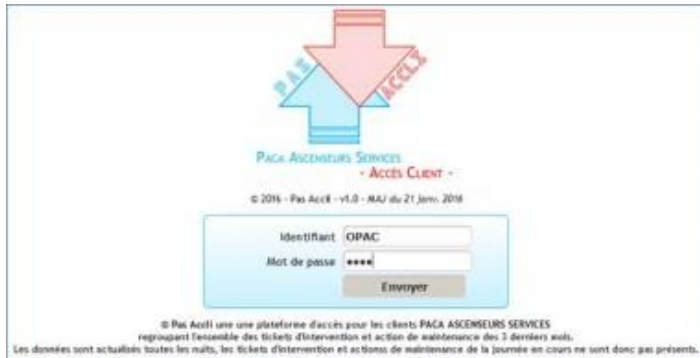 PAS
ACCLI
PACA ASCENSEURS SERVICES
- ACCÈS CLIENT -
© 2016 - Pas Accli - v1.0 - MAJ du 21 janv. 2016
Identifiant OPAC
Mot de passe ••••
Envoyer
© Pas Accli une une plateforme d'accès pour les clients PACA ASCENSEURS SERVICES
regroupant l'ensemble des tickets d'intervention et action de maintenance des 3 derniers mois.
Les données sont actualisés toutes les nuits, les tickets d'intervention et actions de maintenance de la journée en cours ne sont donc pas présents.